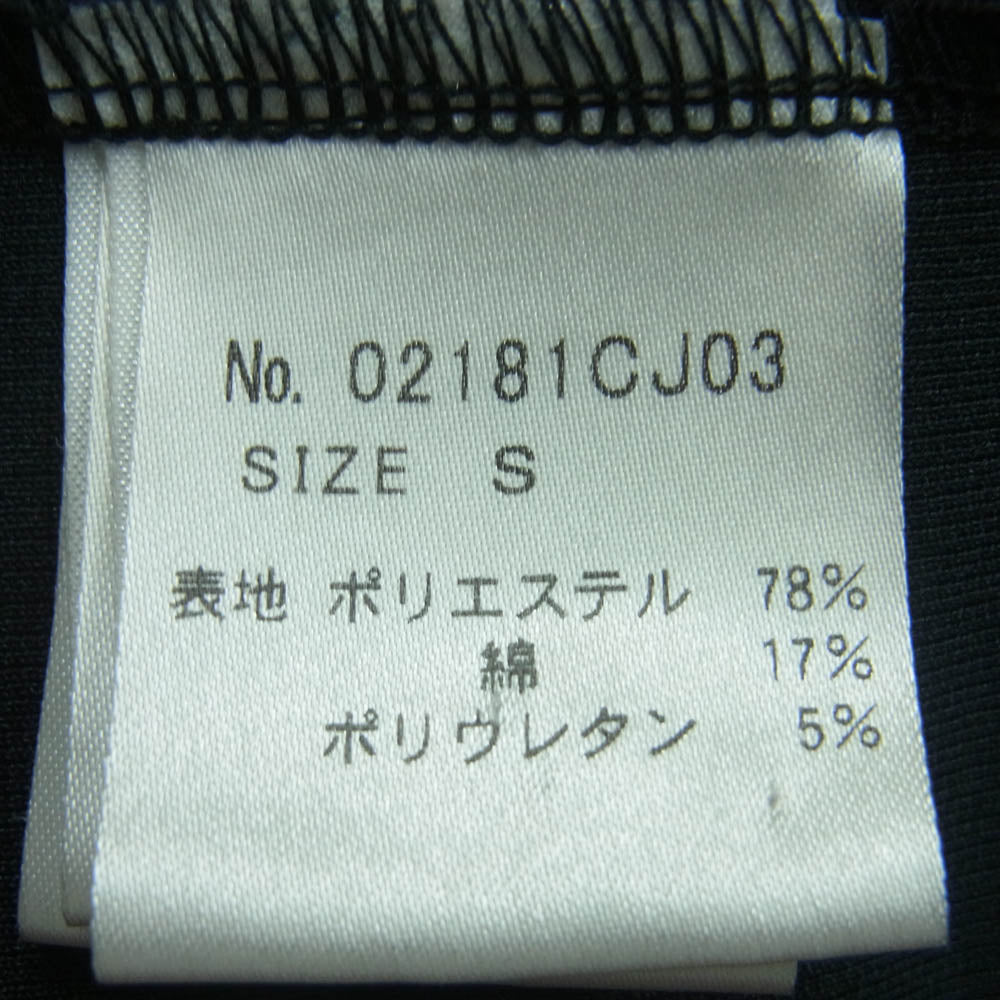 No. 02181CJ03
SIZE S
表地 ポリエステル 78%
綿 17%
ポリウレタン 5%